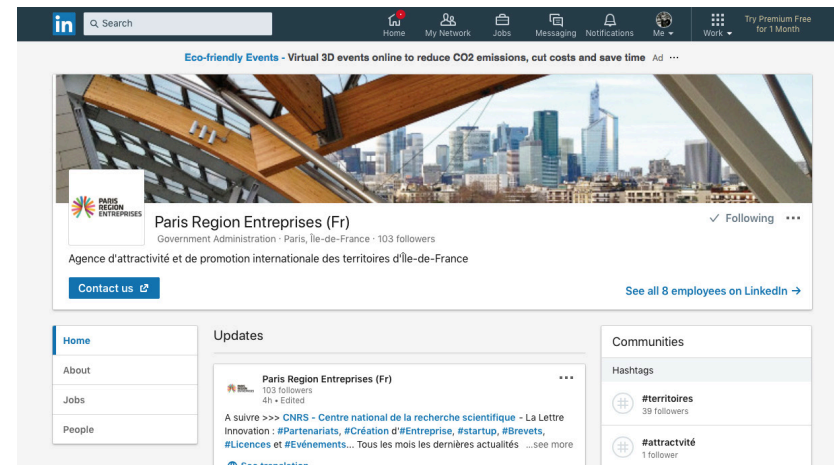 in
Search
Home
My Network
Jobs
Messaging
Notifications
Me
Work
Try Premium Free
for 1 Month
Eco-friendly Events - Virtual 3D events online to reduce CO2 emissions, cut costs and save time Ad ...
PARIS
REGION
ENTREPRISES
Paris Region Entreprises (Fr)
Following
Government Administration · Paris, Île-de-France · 103 followers
Agence d'attractivité et de promotion internationale des territoires d'Île-de-France
Contact us
See all 8 employees on LinkedIn →
Home
About
Jobs
People
Updates
Paris Region Entreprises (Fr)
103 followers
4h • Edited
A suivre >>> CNRS - Centre national de la recherche scientifique - La Lettre
Innovation : #Partenariats, #Création d'#Entreprise, #startup, #Brevets,
#Licences et #Evénements... Tous les mois les dernières actualités ...see more
See translation
Communities
Hashtags
#territoires
39 followers
#attractvité
1 follower